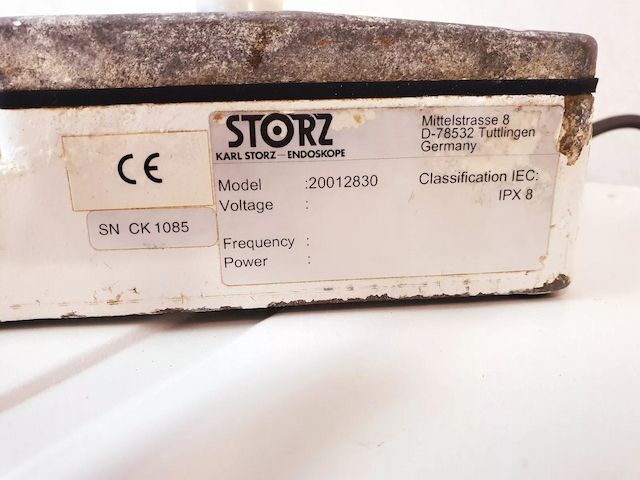 CE
SN CK 1085
STORZ
KARL STORZ—ENDOSKOPE
Mittelstrasse 8
D-78532 Tuttlingen
Germany
Model :20012830
Voltage :
Frequency :
Power :
Classification IEC:
IPX 8